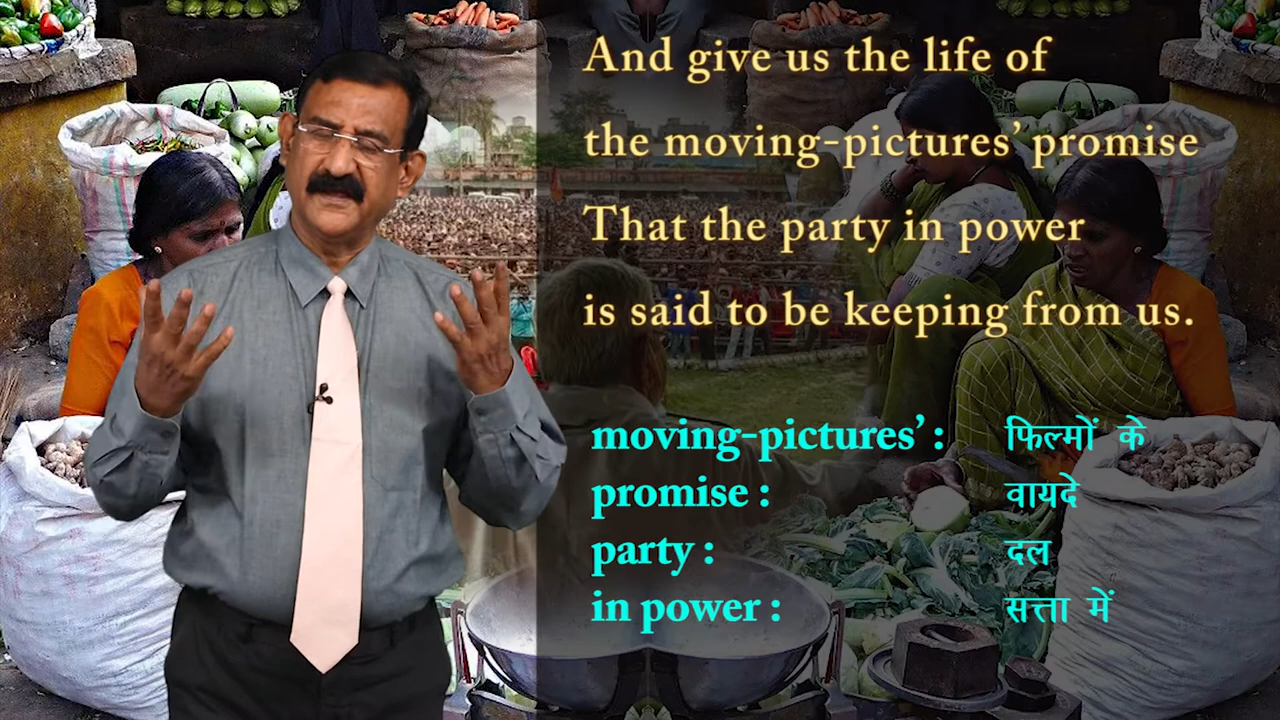 And give us the life of
the moving-pictures’ promise
That the party in power
is said to be keeping from us.
moving-pictures’ : फिल्मों के
promise : वायदे
party : दल
in power : सत्ता में